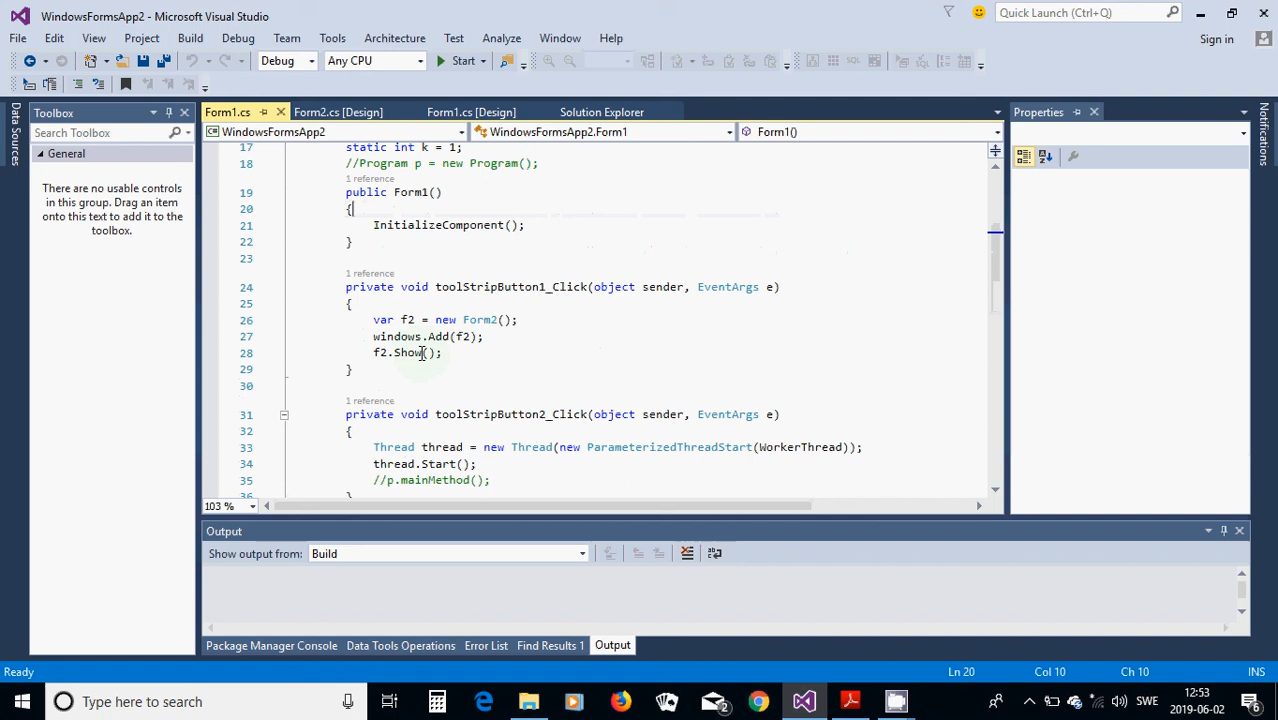 WindowsFormsApp2 - Microsoft Visual Studio
Quick Launch (Ctrl+Q)
File Edit View Project Build Debug Team Tools Architecture Test Analyze Window Help
Sign in
Debug Any CPU Start
Data Sources
Toolbox
Search Toolbox
General
There are no usable controls
in this group. Drag an item
onto this text to add it to the
toolbox.
Form1.cs Form2.cs [Design] Form1.cs [Design] Solution Explorer
WindowsFormsApp2 WindowsFormsApp2.Form1 Form1()
17 static int k = 1;
18 //Program p = new Program();
1 reference
19 public Form1()
20 {
21 InitializeComponent();
22 }
23
1 reference
24 private void toolStripButton1_Click(object sender, EventArgs e)
25 {
26 var f2 = new Form2();
27 windows.Add(f2);
28 f2.Show();
29 }
30
1 reference
31 private void toolStripButton2_Click(object sender, EventArgs e)
32 {
33 Thread thread = new Thread(new ParameterizedThreadStart(WorkerThread));
34 thread.Start();
35 //p.mainMethod();
36 }
103 %
Properties
Notifications
Output
Show output from: Build
Package Manager Console Data Tools Operations Error List Find Results 1 Output
Ready Ln 20 Col 10 Ch 10 INS
Type here to search
2
SWE
12:53
2019-06-02
6